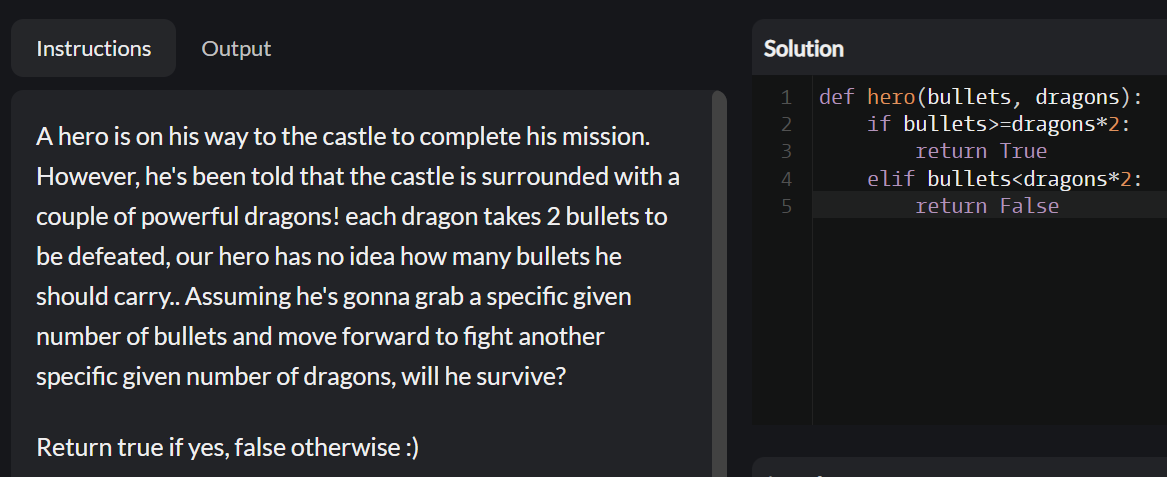 Instructions
Output
A hero is on his way to the castle to complete his mission.
However, he's been told that the castle is surrounded with a
couple of powerful dragons! each dragon takes 2 bullets to
be defeated, our hero has no idea how many bullets he
should carry.. Assuming he's gonna grab a specific given
number of bullets and move forward to fight another
specific given number of dragons, will he survive?
Return true if yes, false otherwise :)
Solution
1 def hero(bullets, dragons):
2     if bullets>=dragons*2:
3         return True
4     elif bullets<dragons*2:
5         return False